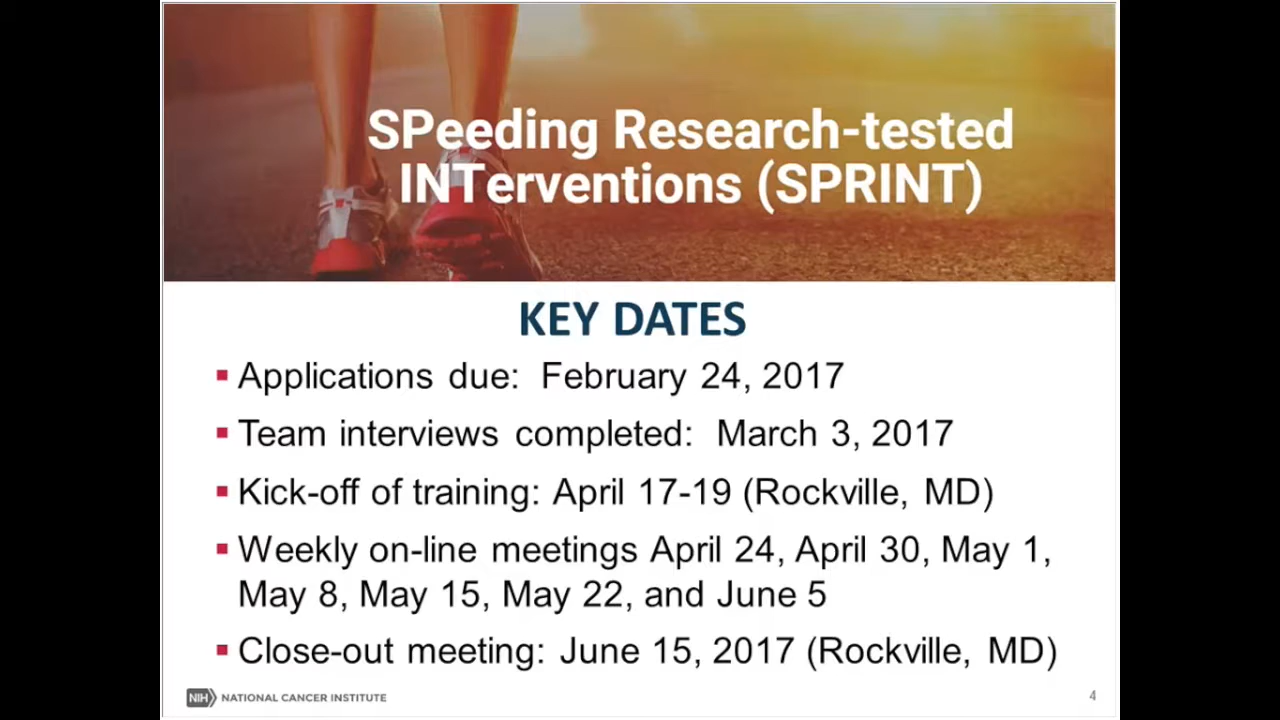 SPeeding Research-tested
INTerventions (SPRINT)
KEY DATES
▪ Applications due: February 24, 2017
▪ Team interviews completed: March 3, 2017
▪ Kick-off of training: April 17-19 (Rockville, MD)
▪ Weekly on-line meetings April 24, April 30, May 1,
May 8, May 15, May 22, and June 5
▪ Close-out meeting: June 15, 2017 (Rockville, MD)
NIH NATIONAL CANCER INSTITUTE
4